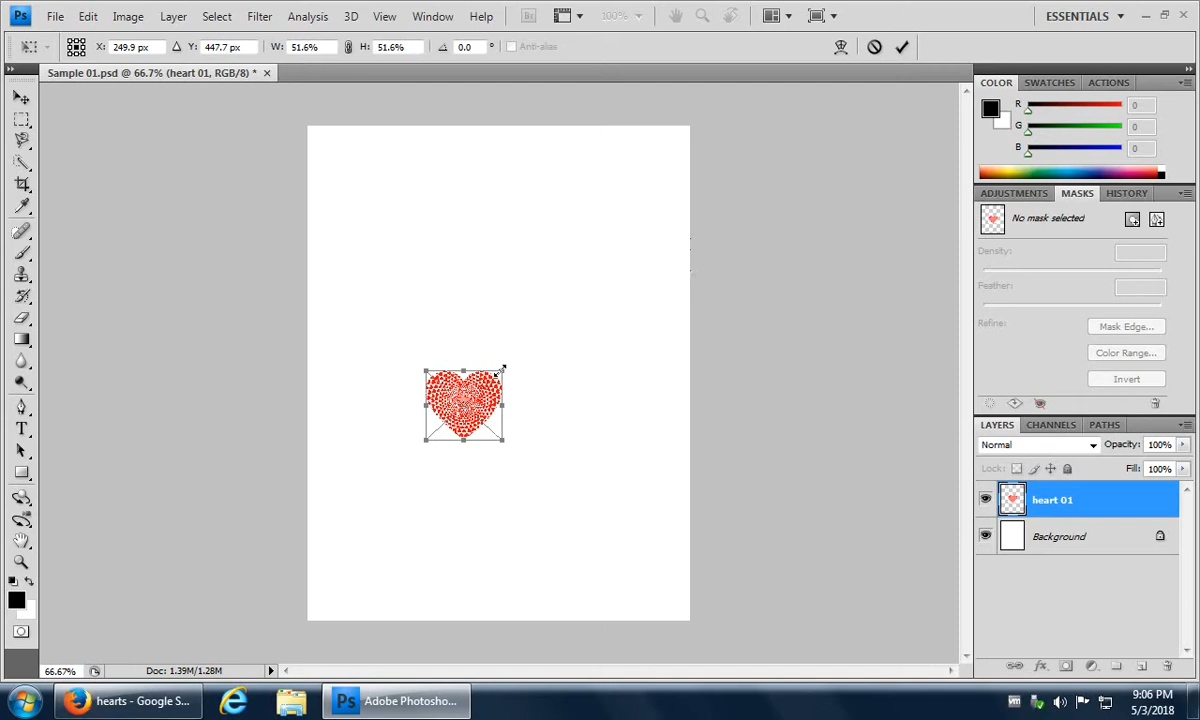 Ps File Edit Image Layer Select Filter Analysis 3D View Window Help Br 100% ESSENTIALS
X: 249.9 px Y: 447.7 px W: 51.6% H: 51.6% 0.0 ° Anti-alias
Sample 01.psd @ 66.7% (heart 01, RGB/8) * ×
COLOR SWATCHES ACTIONS
R 0
G 0
B 0
ADJUSTMENTS MASKS HISTORY
No mask selected
Density:
Feather:
Refine: Mask Edge...
Color Range...
Invert
LAYERS CHANNELS PATHS
Normal Opacity: 100%
Lock: Fill: 100%
heart 01
Background
T
66.67% Doc: 1.39M/1.28M
hearts - Google S... Ps Adobe Photosho... 9:06 PM
5/3/2018